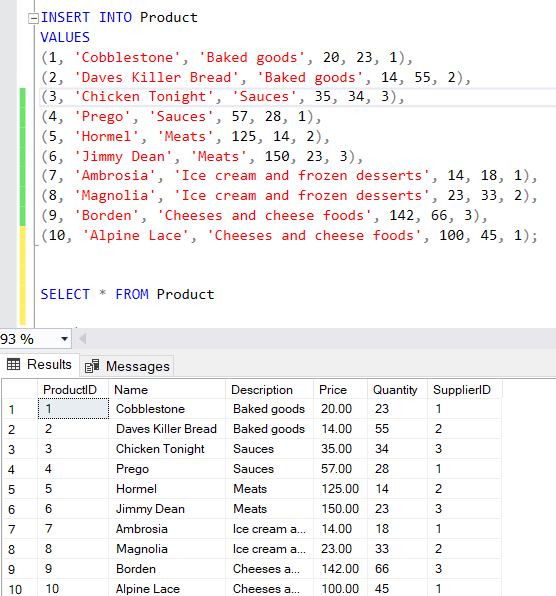 INSERT INTO Product
VALUES
(1, 'Cobblestone', 'Baked goods', 20, 23, 1),
(2, 'Daves Killer Bread', 'Baked goods', 14, 55, 2),
(3, 'Chicken Tonight', 'Sauces', 35, 34, 3),
(4, 'Prego', 'Sauces', 57, 28, 1),
(5, 'Hormel', 'Meats', 125, 14, 2),
(6, 'Jimmy Dean', 'Meats', 150, 23, 3),
(7, 'Ambrosia', 'Ice cream and frozen desserts', 14, 18, 1),
(8, 'Magnolia', 'Ice cream and frozen desserts', 23, 33, 2),
(9, 'Borden', 'Cheeses and cheese foods', 142, 66, 3),
(10, 'Alpine Lace', 'Cheeses and cheese foods', 100, 45, 1);
SELECT * FROM Product
93 %
Results Messages
ProductID Name Description Price Quantity SupplierID
1 1 Cobblestone Baked goods 20.00 23 1
2 2 Daves Killer Bread Baked goods 14.00 55 2
3 3 Chicken Tonight Sauces 35.00 34 3
4 4 Prego Sauces 57.00 28 1
5 5 Hormel Meats 125.00 14 2
6 6 Jimmy Dean Meats 150.00 23 3
7 7 Ambrosia Ice cream a... 14.00 18 1
8 8 Magnolia Ice cream a... 23.00 33 2
9 9 Borden Cheeses a... 142.00 66 3
10 10 Alpine Lace Cheeses a... 100.00 45 1